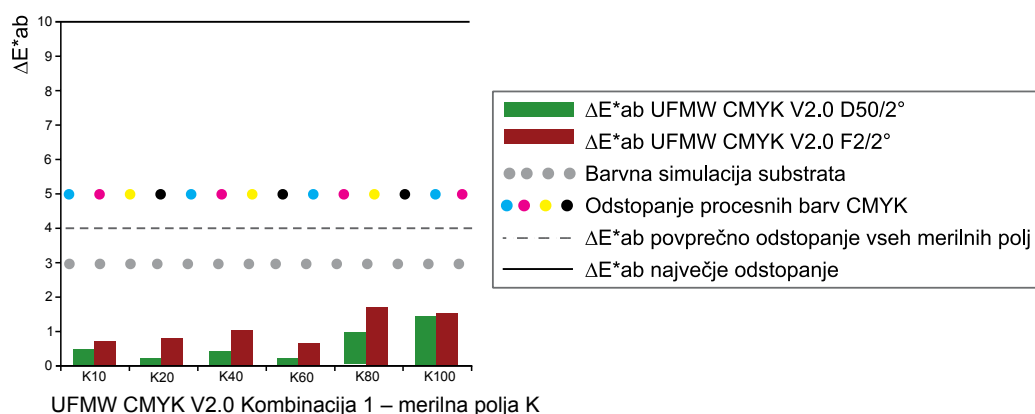 ΔE*ab
10
9
8
7
6
5
4
3
2
1
0
K10 K20 K40 K60 K80 K100
UFMW CMYK V2.0 Kombinacija 1 – merilna polja K
ΔE*ab UFMW CMYK V2.0 D50/2°
ΔE*ab UFMW CMYK V2.0 F2/2°
Barvna simulacija substrata
Odstopanje procesnih barv CMYK
ΔE*ab povprečno odstopanje vseh merilnih polj
ΔE*ab največje odstopanje